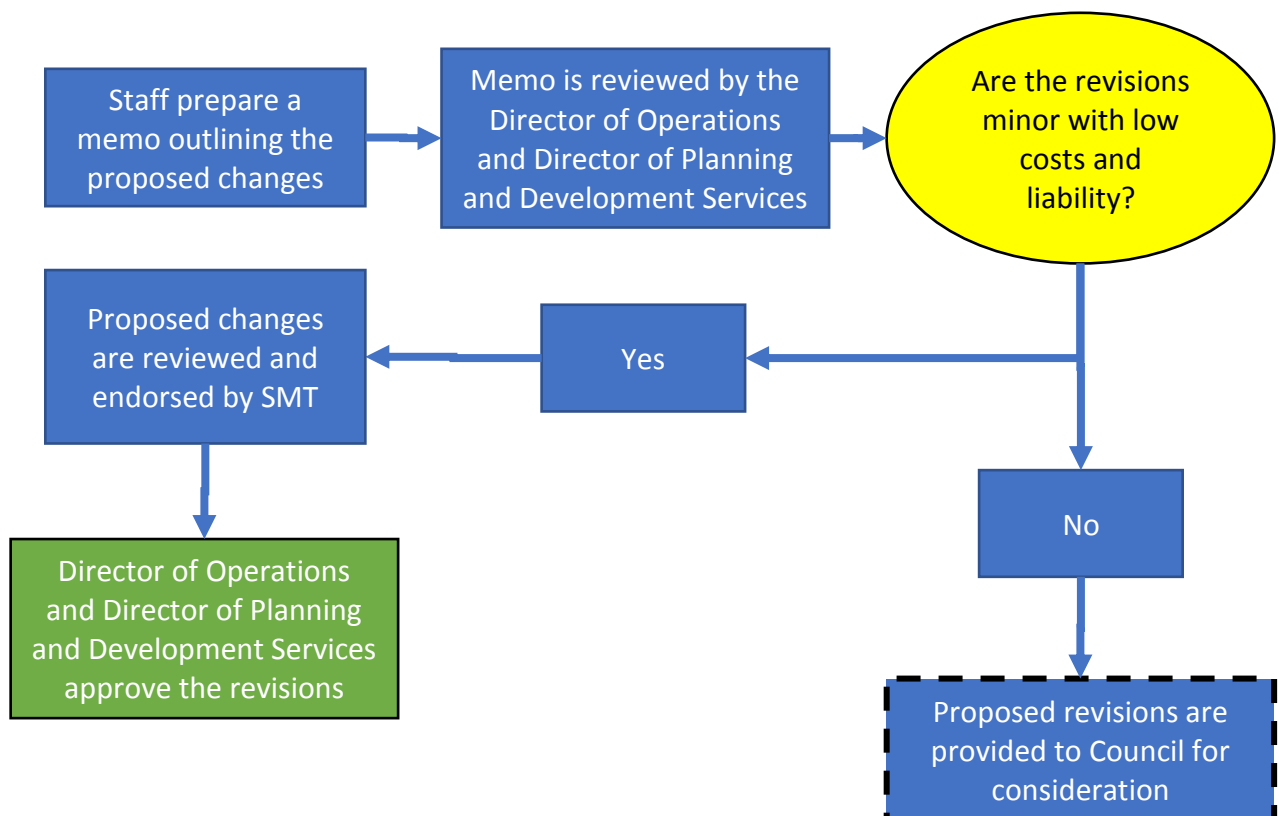 Staff prepare a
memo outlining the
proposed changes
Memo is reviewed by the
Director of Operations
and Director of Planning
and Development Services
Are the revisions
minor with low
costs and
liability?
Proposed changes
are reviewed and
endorsed by SMT
Yes
No
Director of Operations
and Director of Planning
and Development Services
approve the revisions
Proposed revisions are
provided to Council for
consideration